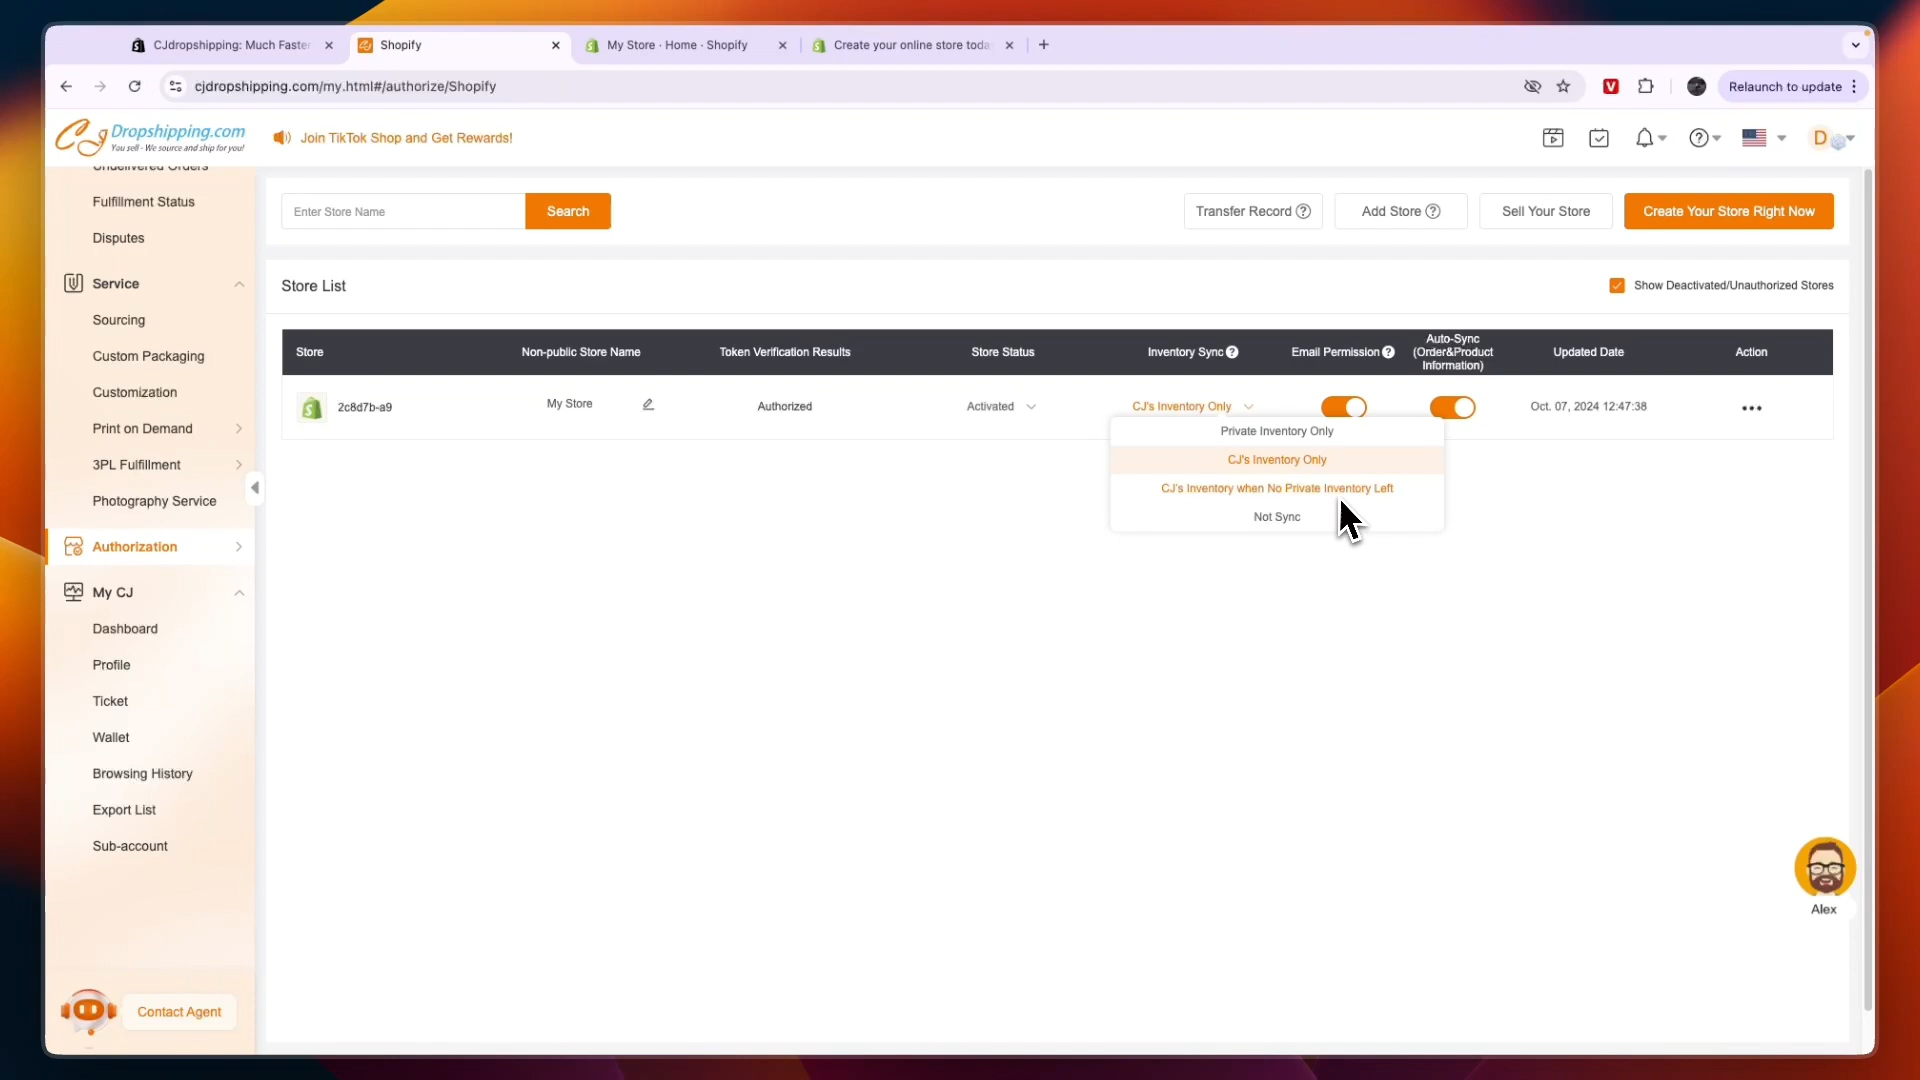 CJdropshipping: Much Faster
Shopify
My Store · Home · Shopify
Create your online store toda
cjdropshipping.com/my.html#/authorize/Shopify
Relaunch to update
CJ Dropshipping.com
You sell - We source and ship for you!
Join TikTok Shop and Get Rewards!
D
Undelivered Orders
Fulfillment Status
Disputes
Service
Sourcing
Custom Packaging
Customization
Print on Demand
3PL Fulfillment
Photography Service
Authorization
My CJ
Dashboard
Profile
Ticket
Wallet
Browsing History
Export List
Sub-account
Contact Agent
Enter Store Name
Search
Transfer Record
Add Store
Sell Your Store
Create Your Store Right Now
Store List
Show Deactivated/Unauthorized Stores
Store
Non-public Store Name
Token Verification Results
Store Status
Inventory Sync
Email Permission
Auto-Sync
(Order&Product
Information)
Updated Date
Action
2c8d7b-a9
My Store
Authorized
Activated
CJ's Inventory Only
Oct. 07, 2024 12:47:38
Private Inventory Only
CJ's Inventory Only
CJ's Inventory when No Private Inventory Left
Not Sync
Alex